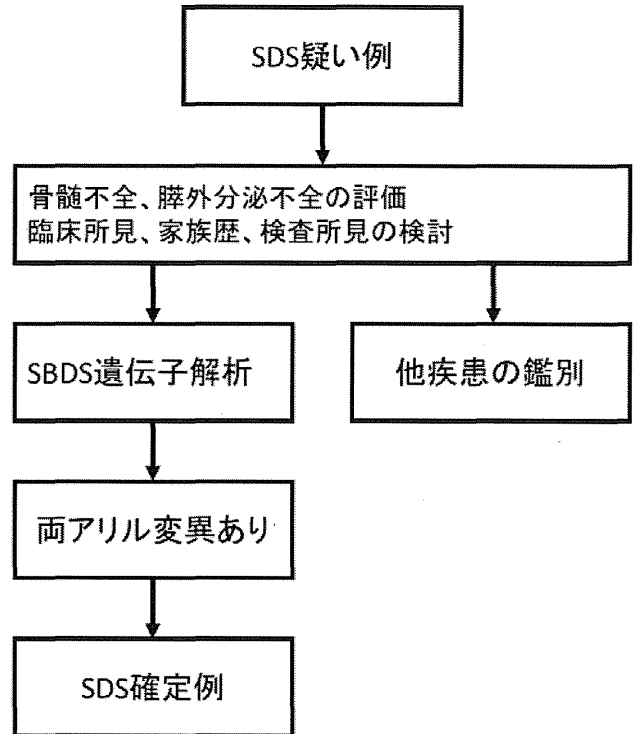 SDS疑い例
骨髄不全、膵外分泌不全の評価
臨床所見、家族歴、検査所見の検討
SBDS遺伝子解析
他疾患の鑑別
両アリル変異あり
SDS確定例